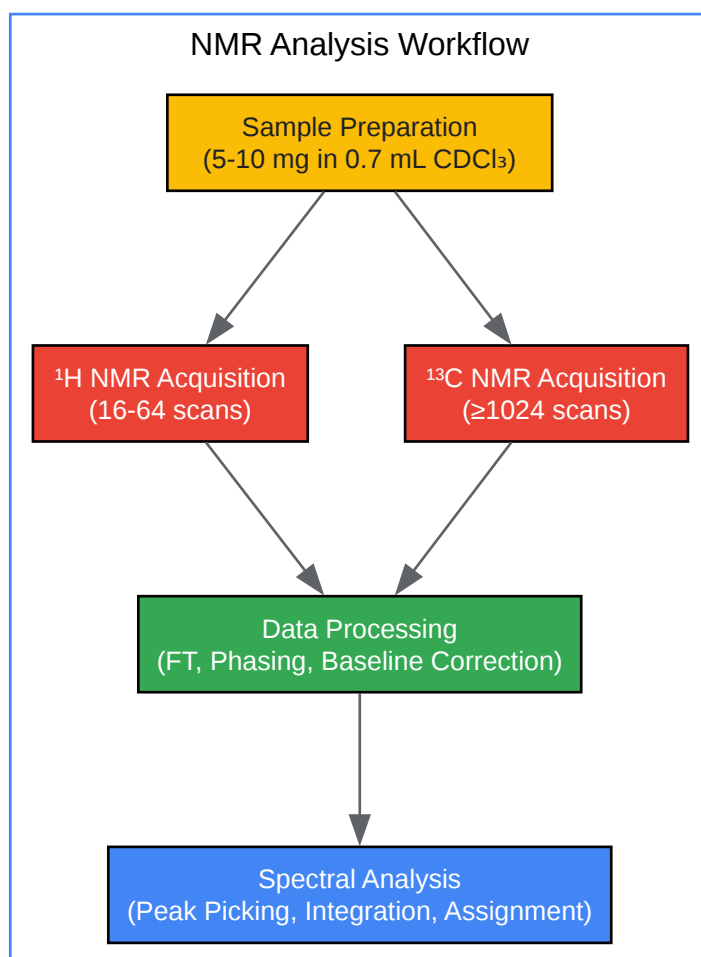 NMR Analysis Workflow
Sample Preparation
(5-10 mg in 0.7 mL CDCl₃)
¹H NMR Acquisition
(16-64 scans)
¹³C NMR Acquisition
(≥1024 scans)
Data Processing
(FT, Phasing, Baseline Correction)
Spectral Analysis
(Peak Picking, Integration, Assignment)